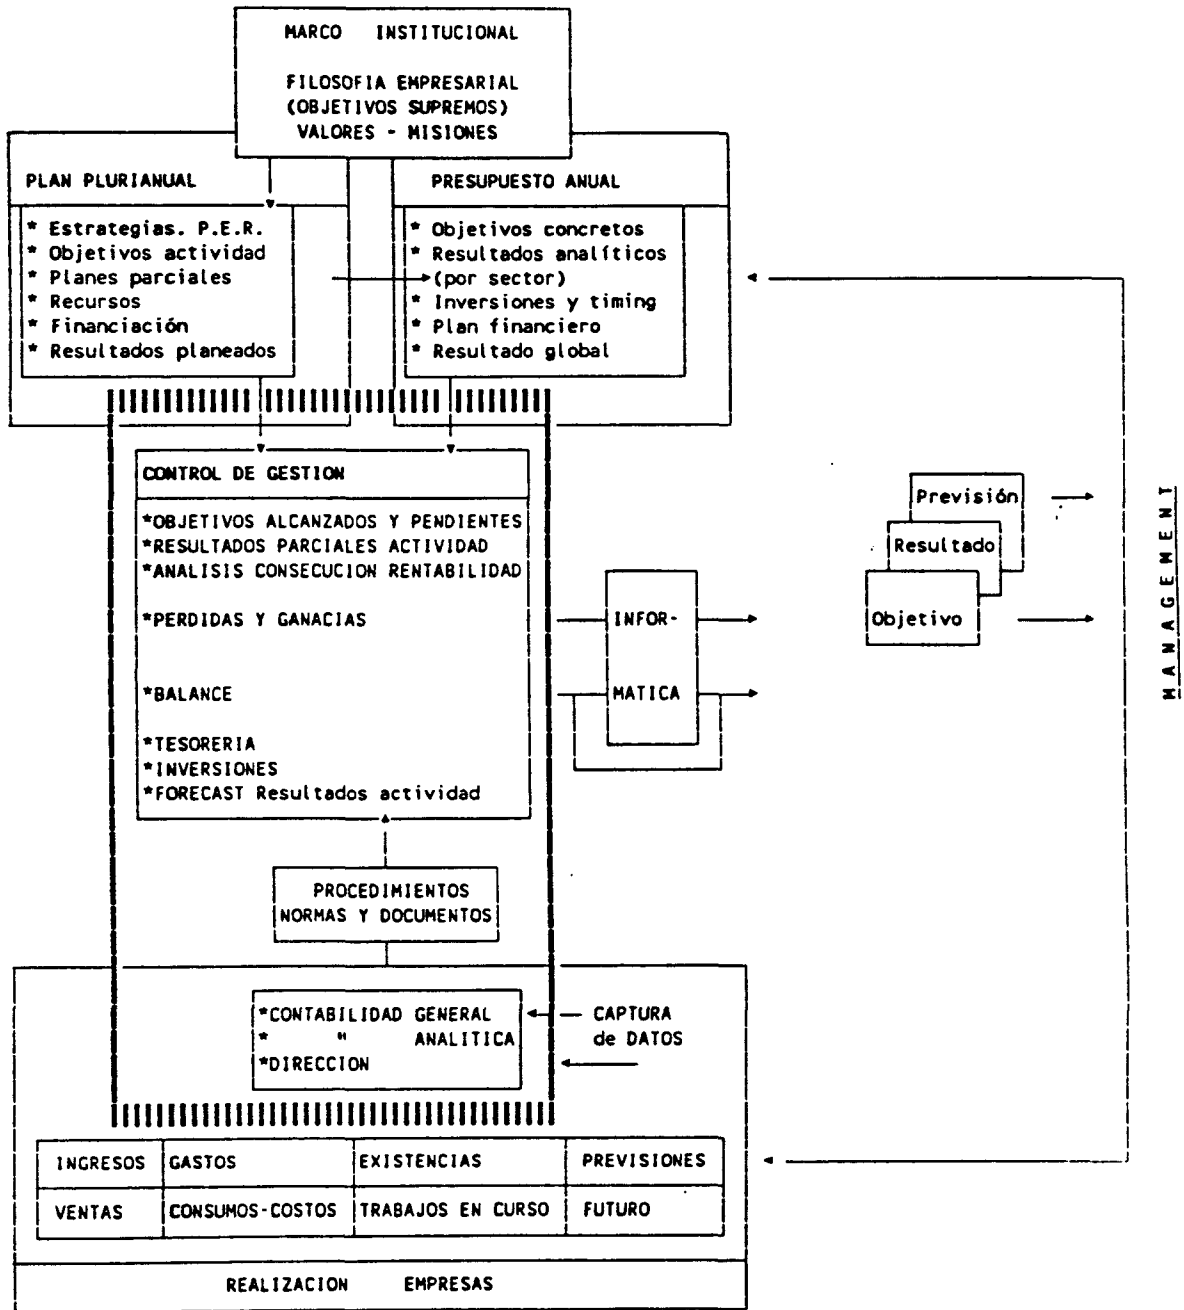 MARCO INSTITUCIONAL
FILOSOFIA EMPRESARIAL
(OBJETIVOS SUPREMOS)
VALORES - MISIONES
PLAN PLURIANUAL
* Estrategias. P.E.R.
* Objetivos actividad
* Planes parciales
* Recursos
* Financiación
* Resultados planeados
PRESUPUESTO ANUAL
* Objetivos concretos
* Resultados analíticos
(por sector)
* Inversiones y timing
* Plan financiero
* Resultado global
CONTROL DE GESTION
*OBJETIVOS ALCANZADOS Y PENDIENTES
*RESULTADOS PARCIALES ACTIVIDAD
*ANALISIS CONSECUCION RENTABILIDAD
*PERDIDAS Y GANACIAS
*BALANCE
*TESORERIA
*INVERSIONES
*FORECAST Resultados actividad
INFOR-
MATICA
Previsión
Resultado
Objetivo
MANAGEMENT
PROCEDIMIENTOS
NORMAS Y DOCUMENTOS
*CONTABILIDAD GENERAL
* " ANALITICA
*DIRECCION
CAPTURA
de DATOS
INGRESOS GASTOS EXISTENCIAS PREVISIONES
VENTAS CONSUMOS-COSTOS TRABAJOS EN CURSO FUTURO
REALIZACION EMPRESAS